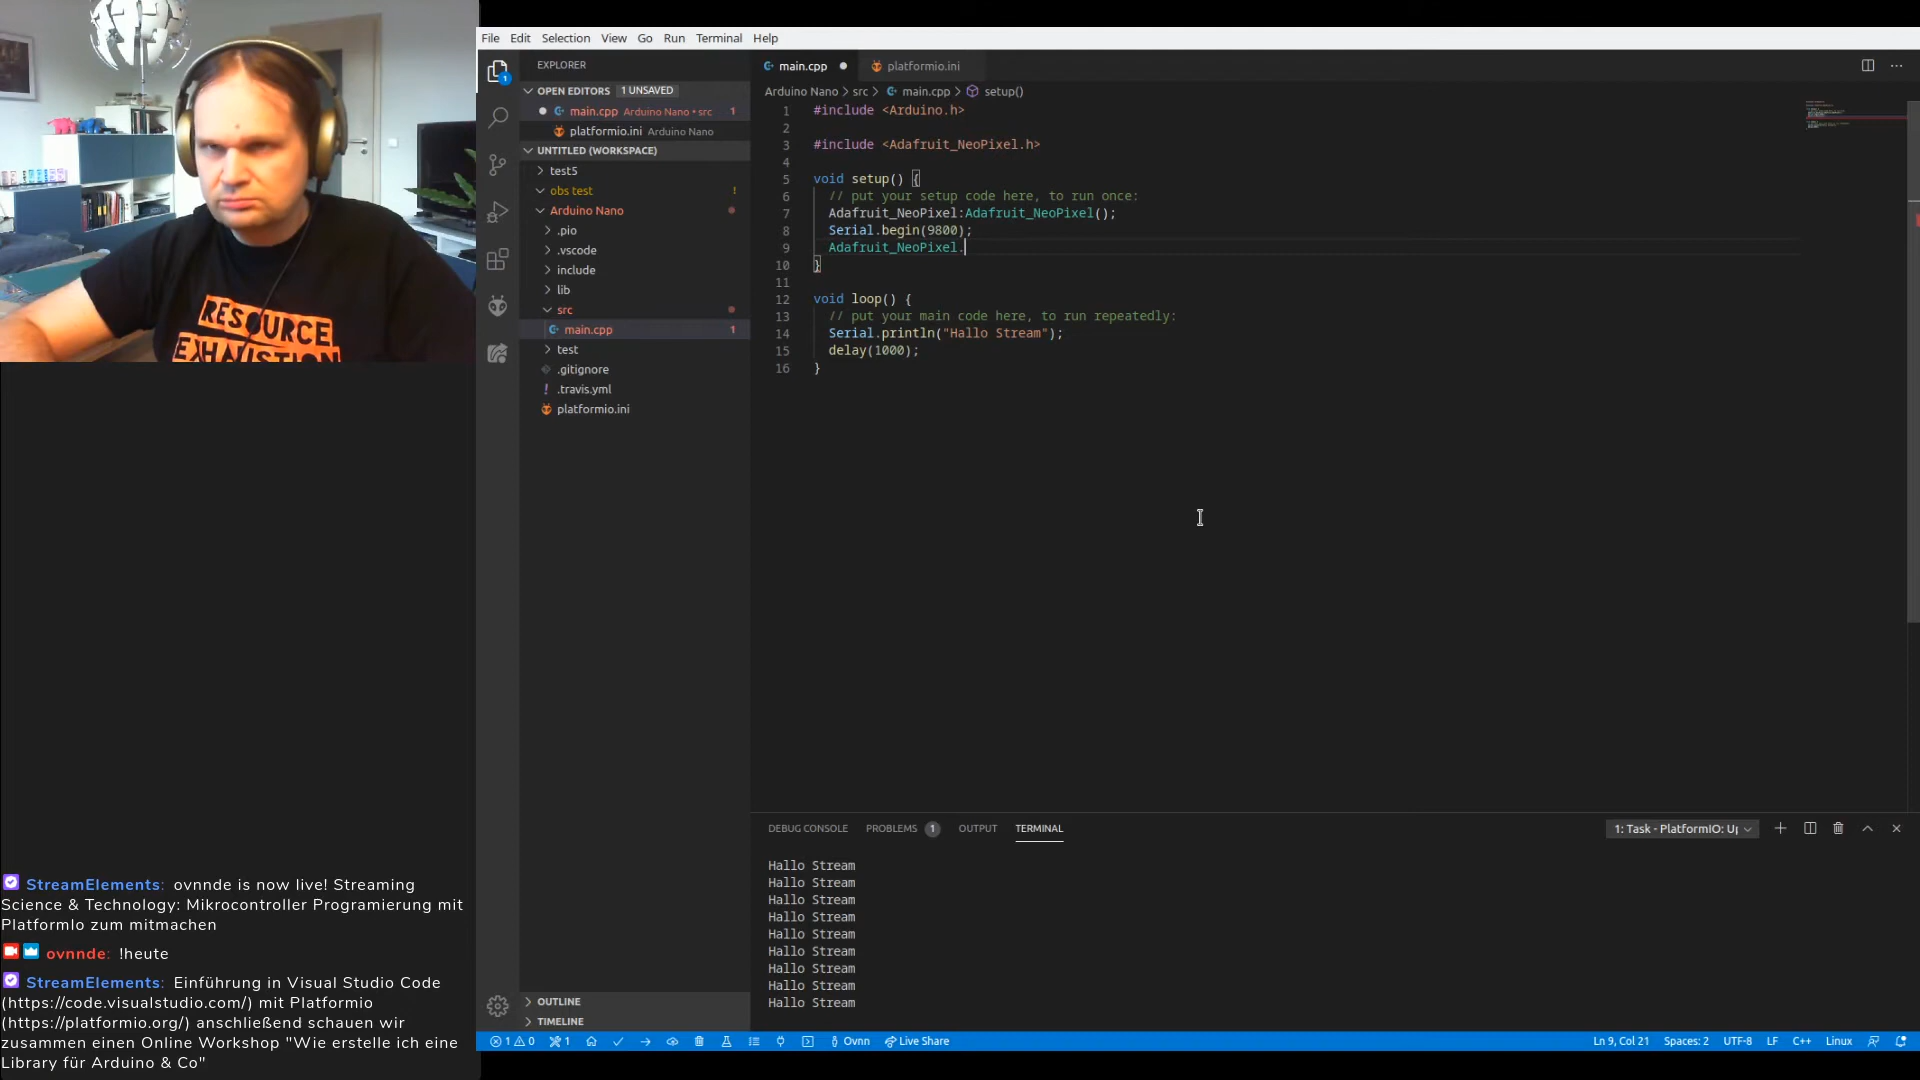 File Edit Selection View Go Run Terminal Help
EXPLORER
OPEN EDITORS 1 UNSAVED
main.cpp Arduino Nano • src 1
platformio.ini Arduino Nano
UNTITLED (WORKSPACE)
test5
obs test !
Arduino Nano
.pio
.vscode
include
lib
src
main.cpp 1
test
.gitignore
.travis.yml
platformio.ini
OUTLINE
TIMELINE
main.cpp platformio.ini
Arduino Nano > src > main.cpp > setup()
1 #include <Arduino.h>
2
3 #include <Adafruit_NeoPixel.h>
4
5 void setup() {
6 // put your setup code here, to run once:
7 Adafruit_NeoPixel:Adafruit_NeoPixel();
8 Serial.begin(9800);
9 Adafruit_NeoPixel.
10 }
11
12 void loop() {
13 // put your main code here, to run repeatedly:
14 Serial.println("Hallo Stream");
15 delay(1000);
16 }
DEBUG CONSOLE PROBLEMS 1 OUTPUT TERMINAL
1: Task - PlatformIO: U
Hallo Stream
Hallo Stream
Hallo Stream
Hallo Stream
Hallo Stream
Hallo Stream
Hallo Stream
Hallo Stream
Hallo Stream
1 0 1 Ovnn Live Share
Ln 9, Col 21 Spaces: 2 UTF-8 LF C++ Linux
RESOURCE
EXHAUSTION
StreamElements: ovnnde is now live! Streaming
Science & Technology: Mikrocontroller Programierung mit
PlatformIo zum mitmachen
ovnnde: !heute
StreamElements: Einführung in Visual Studio Code
(https://code.visualstudio.com/) mit Platformio
(https://platformio.org/) anschließend schauen wir
zusammen einen Online Workshop "Wie erstelle ich eine
Library für Arduino & Co"